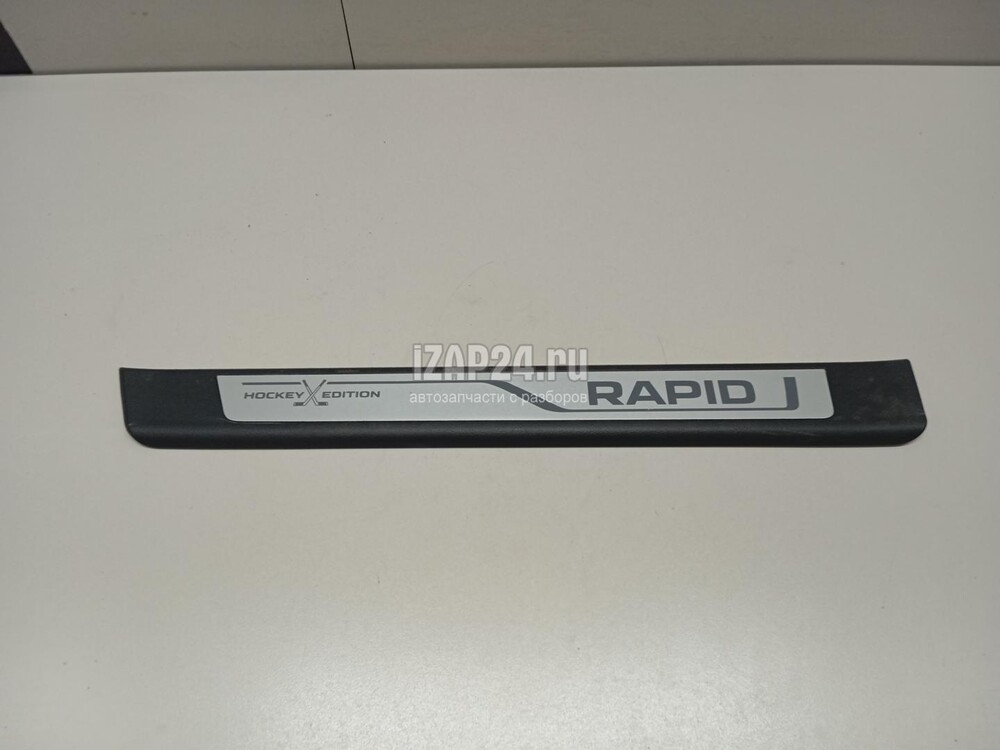 iZAP24.ru
автозапчасти с разборов
HOCKEY EDITION
RAPID